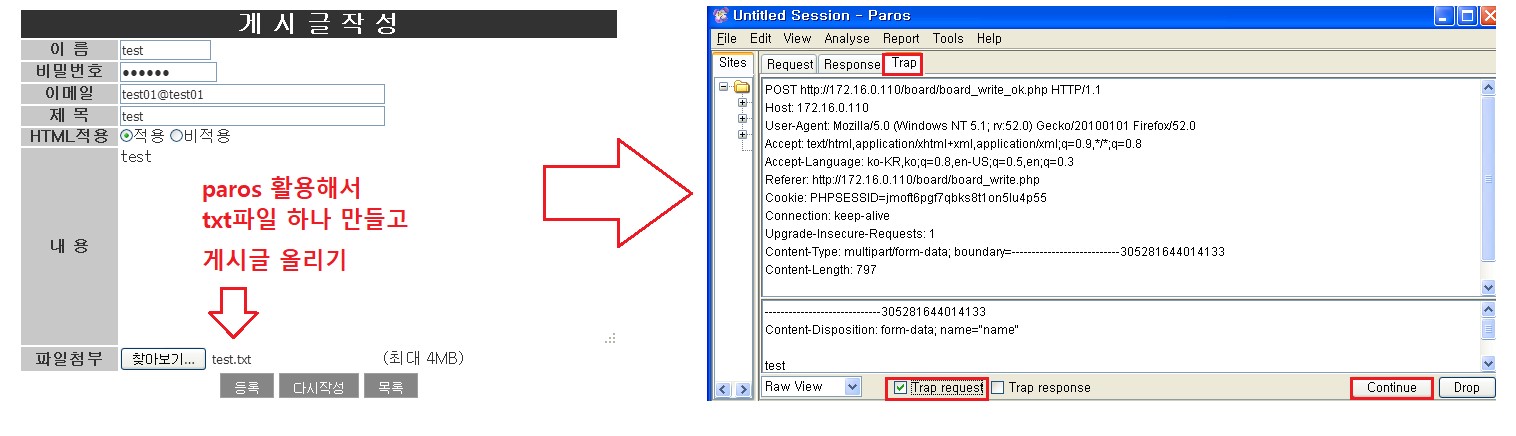 게 시 글 작 성
이 름 test
비밀번호 ●●●●●●
이메일 test01@test01
제 목 test
HTML적용 적용 비적용
내 용
test
paros 활용해서
txt파일 하나 만들고
게시글 올리기
파일첨부 찾아보기... test.txt (최대 4MB)
등록 다시작성 목록
Untitled Session - Paros
File Edit View Analyse Report Tools Help
Sites
Request Response Trap
POST http://172.16.0.110/board/board_write_ok.php HTTP/1.1
Host: 172.16.0.110
User-Agent: Mozilla/5.0 (Windows NT 5.1; rv:52.0) Gecko/20100101 Firefox/52.0
Accept: text/html,application/xhtml+xml,application/xml;q=0.9,*/*;q=0.8
Accept-Language: ko-KR,ko;q=0.8,en-US;q=0.5,en;q=0.3
Referer: http://172.16.0.110/board/board_write.php
Cookie: PHPSESSID=jmoft6pgf7qbks8t1on5lu4p55
Connection: keep-alive
Upgrade-Insecure-Requests: 1
Content-Type: multipart/form-data; boundary=---------------------------305281644014133
Content-Length: 797
-----------------------------305281644014133
Content-Disposition: form-data; name="name"
test
Raw View Trap request Trap response Continue Drop